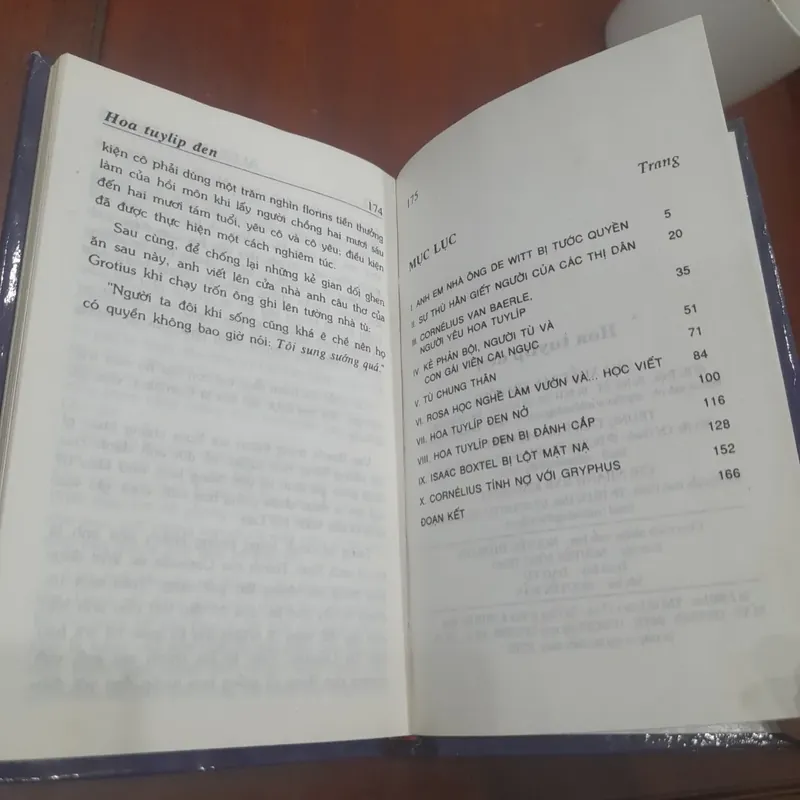 Hoa tuylip đen
174
kiện cô phải dùng một trăm nghìn florins tiền thưởng
làm của hồi môn khi lấy người chồng hai mươi sáu
đến hai mươi tám tuổi, yêu cô và cô yêu; điều kiện
đã được thực hiện một cách nghiêm túc.
Sau cùng, để chống lại những kẻ gian dối ghen
ăn sau này, anh viết lên cửa nhà anh câu thơ của
Grotius khi chạy trốn ông ghi lên tường nhà tù:
"Người ta đôi khi sống cũng khá ê chề nên họ
có quyền không bao giờ nói: Tôi sung sướng quá."
175
Trang
MỤC LỤC
I. ANH EM NHÀ ÔNG DE WITT BỊ TƯỚC QUYỀN 5
II. SỰ THÙ HẰN GIẾT NGƯỜI CỦA CÁC THỊ DÂN 20
III. CORNÉLIUS VAN BAERLE,
NGƯỜI YÊU HOA TUYLÍP 35
IV. KẺ PHẢN BỘI, NGƯỜI TÙ VÀ
CON GÁI VIÊN CAI NGỤC 51
V. TÙ CHUNG THÂN 71
VI. ROSA HỌC NGHỀ LÀM VƯỜN VÀ... HỌC VIẾT 84
VII. HOA TUYLÍP ĐEN NỞ 100
VIII. HOA TUYLÍP ĐEN BỊ ĐÁNH CẮP 116
IX. ISAAC BOXTEL BỊ LỘT MẶT NẠ 128
X. CORNÉLIUS TÍNH NỢ VỚI GRYPHUS 152
ĐOẠN KẾT 166